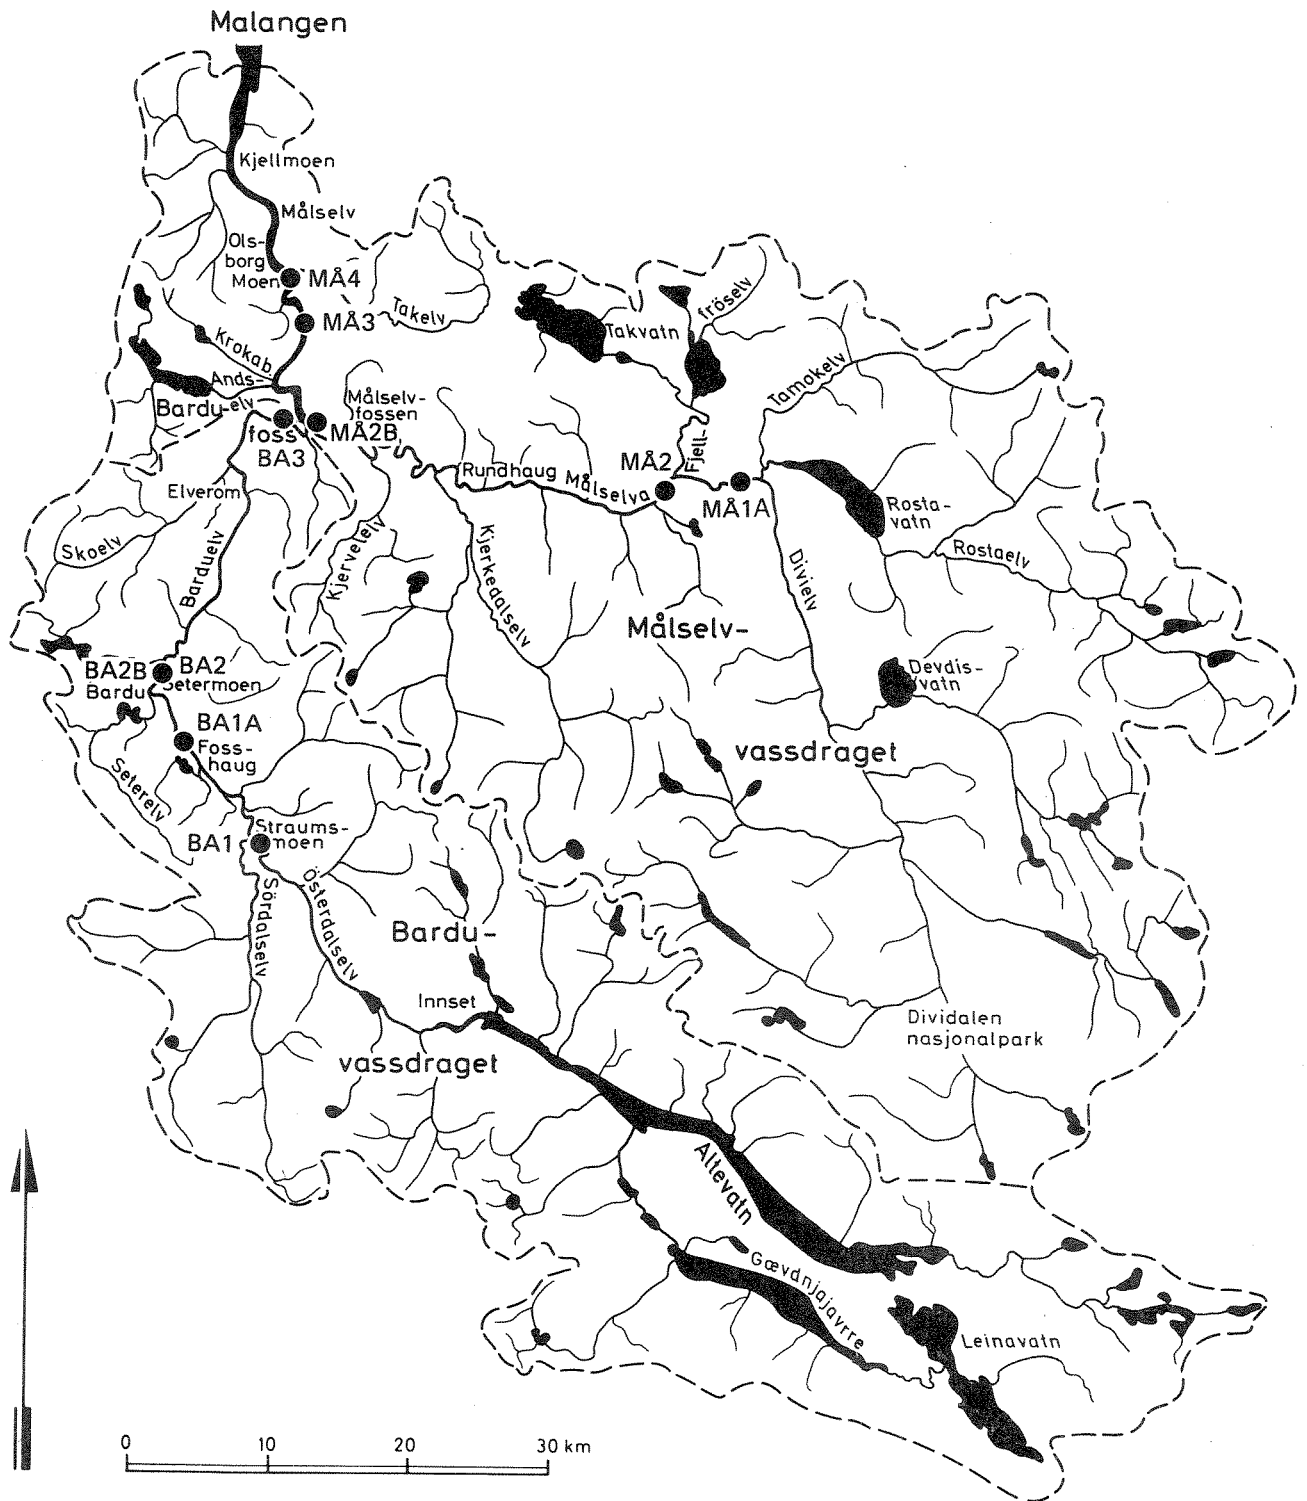 Malangen
Kjellmoen
Målselv
Ols-
borg
Moen
MÅ4
MÅ3
Takelv
Krokab.
Ands-
Bardu-elv
foss
BA3
Målselv-
fossen
MÅ2B
Takvatn
fröselv
Tamokelv
Fjell-
MÅ2
MÅ1A
Rundhaug
Målselva
Rosta-
vatn
Rostaelv
Elverom
Skoelv
Barduelv
Kjervelelv
Kjerkedalselv
Divielv
Målselv-
vassdraget
Devdis-
vatn
BA2B
BA2
Bardu
Setermoen
BA1A
Foss-
haug
Seterelv
BA1
Straums-
moen
Sördalselv
Österdalselv
Bardu-
vassdraget
Innset
Dividalen
nasjonalpark
Altevatn
Gævdnjajavrre
Leinavatn
0 10 20 30 km